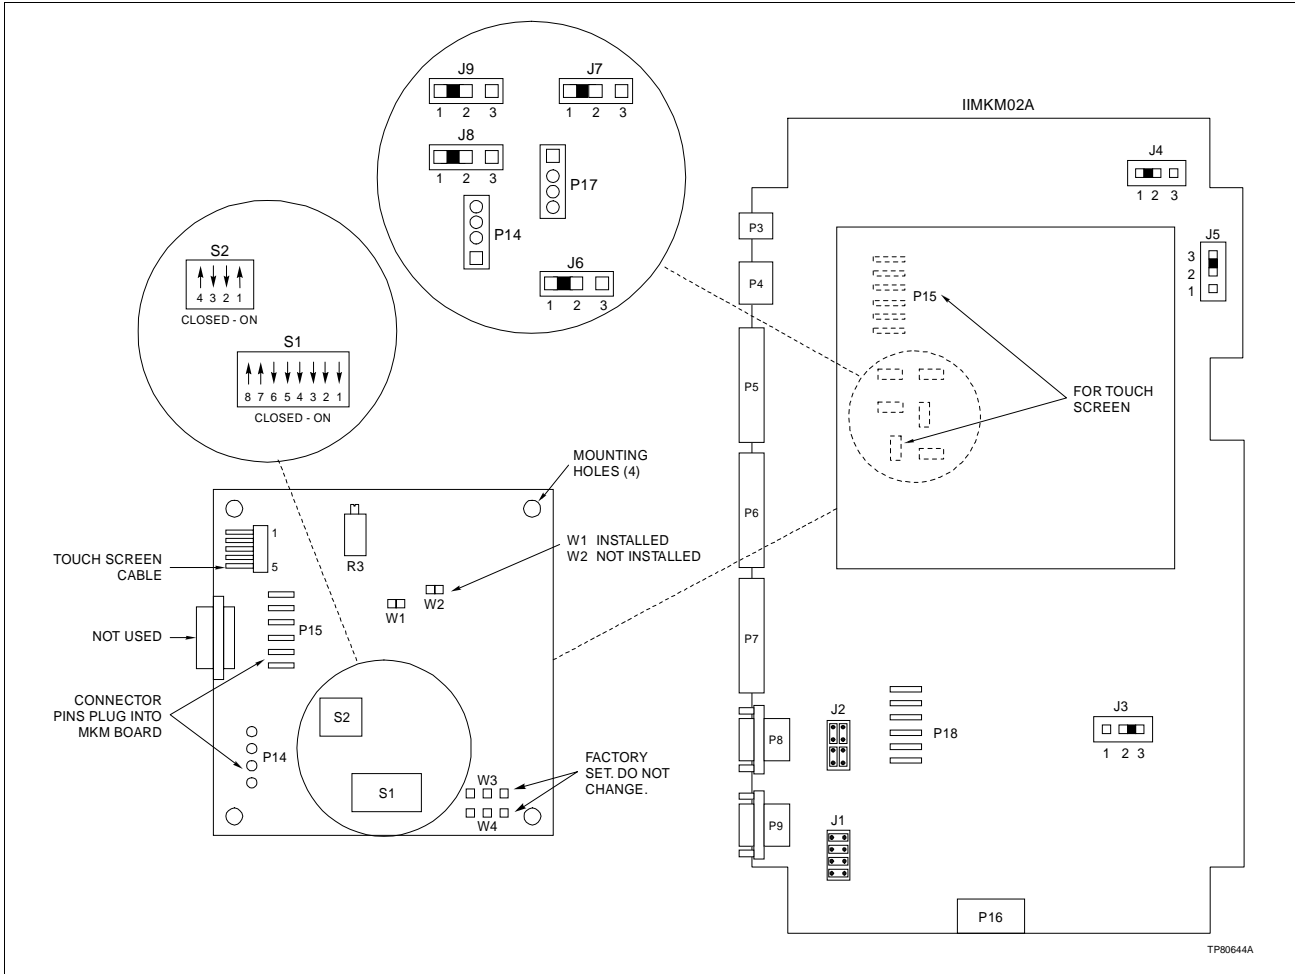 J9
1 2 3
J7
1 2 3
J8
1 2 3
P17
P14
J6
1 2 3
S2
4 3 2 1
CLOSED - ON
S1
8 7 6 5 4 3 2 1
CLOSED - ON
IIMKM02A
J4
1 2 3
J5
3
2
1
P3
P4
P5
P6
P7
P8
P9
P15
FOR TOUCH
SCREEN
J2
P18
J3
1 2 3
J1
P16
MOUNTING
HOLES (4)
W1 INSTALLED
W2 NOT INSTALLED
TOUCH SCREEN
CABLE
1
5
R3
W2
W1
NOT USED
P15
CONNECTOR
PINS PLUG INTO
MKM BOARD
P14
S2
S1
FACTORY
SET. DO NOT
CHANGE.
W3
W4
TP80644A